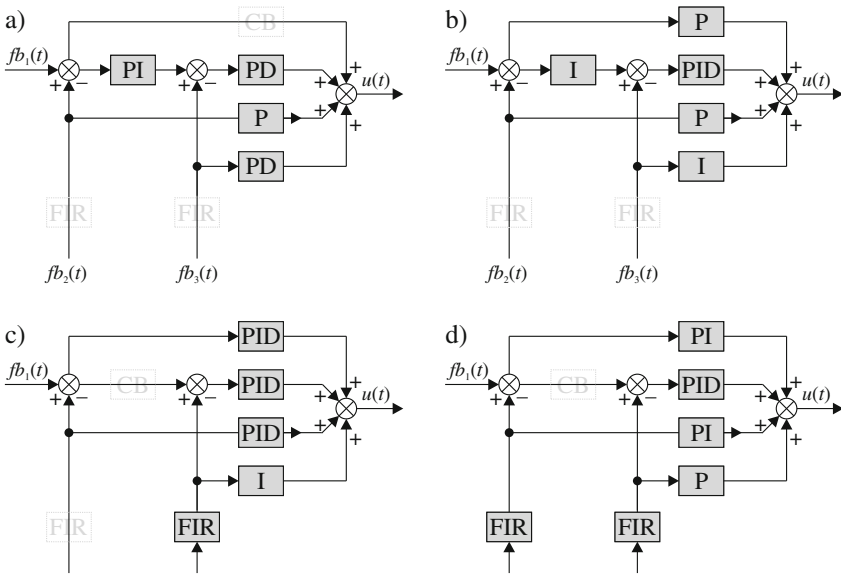 a)
CB
fb₁(t)
PI
PD
+
u(t)
+ − + − + +
P
+
PD
FIR
FIR
fb₂(t)
fb₃(t)
b)
P
fb₁(t)
I
PID
+
u(t)
+ − + − + +
P
+
I
FIR
FIR
fb₂(t)
fb₃(t)
c)
PID
fb₁(t)
CB
PID
+
u(t)
+ − + − + +
PID
+
I
FIR
FIR
d)
PI
fb₁(t)
CB
PID
+
u(t)
+ − + − + +
PI
+
P
FIR
FIR